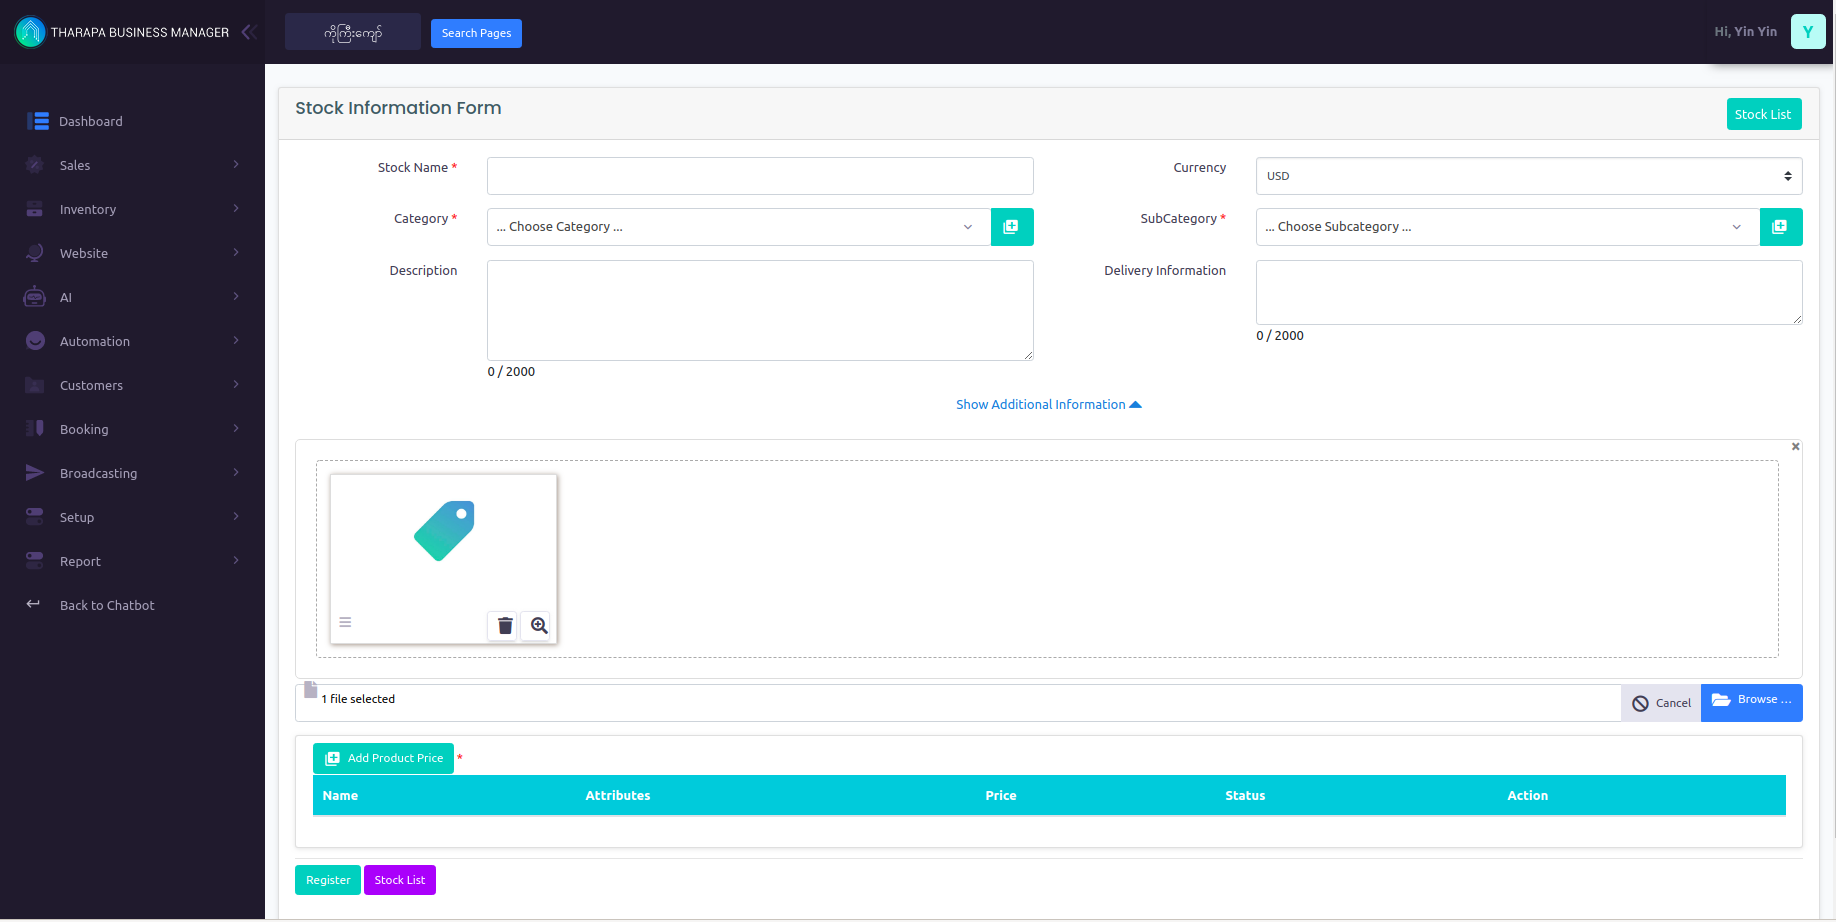 THARAPA BUSINESS MANAGER
ကိုကြီးကျော်
Search Pages
Hi, Yin Yin
Y
Dashboard
Sales
Inventory
Website
AI
Automation
Customers
Booking
Broadcasting
Setup
Report
Back to Chatbot
Stock Information Form
Stock List
Stock Name *
Currency
USD
Category *
... Choose Category ...
SubCategory *
... Choose Subcategory ...
Description
0 / 2000
Delivery Information
0 / 2000
Show Additional Information
1 file selected
Cancel
Browse ...
Add Product Price *
Name Attributes Price Status Action
Register
Stock List